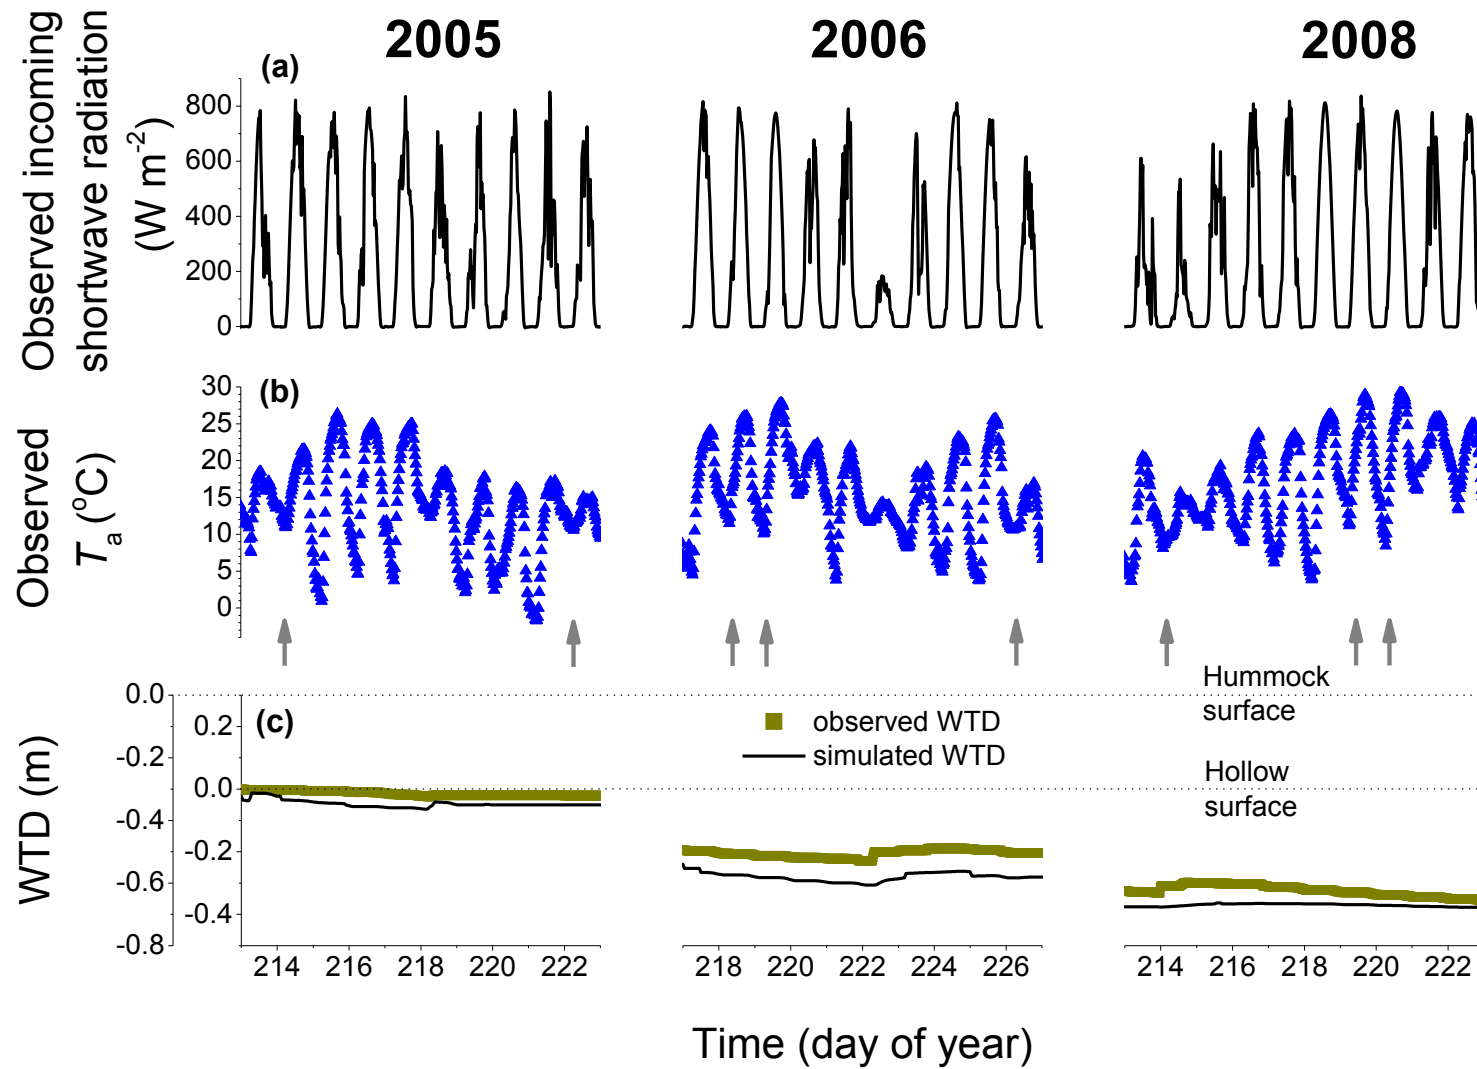 2005 2006 2008
Observed incoming
shortwave radiation
(W m⁻²)
(a)
800
600
400
200
0
Observed
Tₐ (°C)
(b)
30
25
20
15
10
5
0
WTD (m)
0.0
-0.2
-0.4
-0.6
-0.8
0.2
0.0
-0.2
-0.4
(c)
observed WTD
simulated WTD
Hummock
surface
Hollow
surface
214 216 218 220 222
218 220 222 224 226
214 216 218 220 222
Time (day of year)